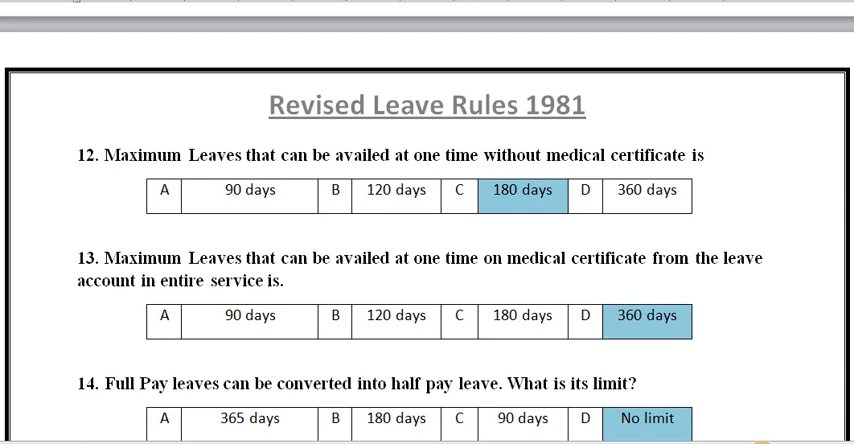 Revised Leave Rules 1981
12. Maximum Leaves that can be availed at one time without medical certificate is
A 90 days B 120 days C 180 days D 360 days
13. Maximum Leaves that can be availed at one time on medical certificate from the leave
account in entire service is.
A 90 days B 120 days C 180 days D 360 days
14. Full Pay leaves can be converted into half pay leave. What is its limit?
A 365 days B 180 days C 90 days D No limit